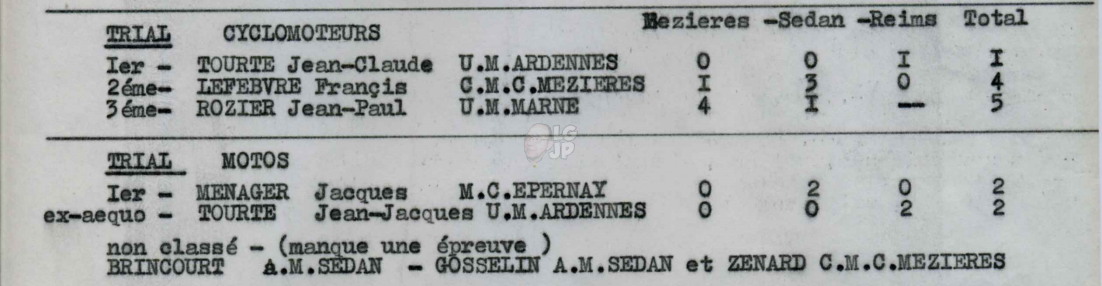 Mezieres -Sedan -Reims Total
TRIAL CYCLOMOTEURS
Ier - TOURTE Jean-Claude U.M.ARDENNES 0 0 I I
2éme- LEFEBVRE Françis C.M.C.MEZIERES I 3 0 4
3éme- ROZIER Jean-Paul U.M.MARNE 4 I — 5
JCJP
TRIAL MOTOS
Ier - MENAGER Jacques M.C.EPERNAY 0 2 0 2
ex-aequo - TOURTE Jean-Jacques U.M.ARDENNES 0 0 2 2
non classé - (manque une épreuve )
BRINCOURT A.M.SEDAN - GOSSELIN A.M.SEDAN et ZENARD C.M.C.MEZIERES